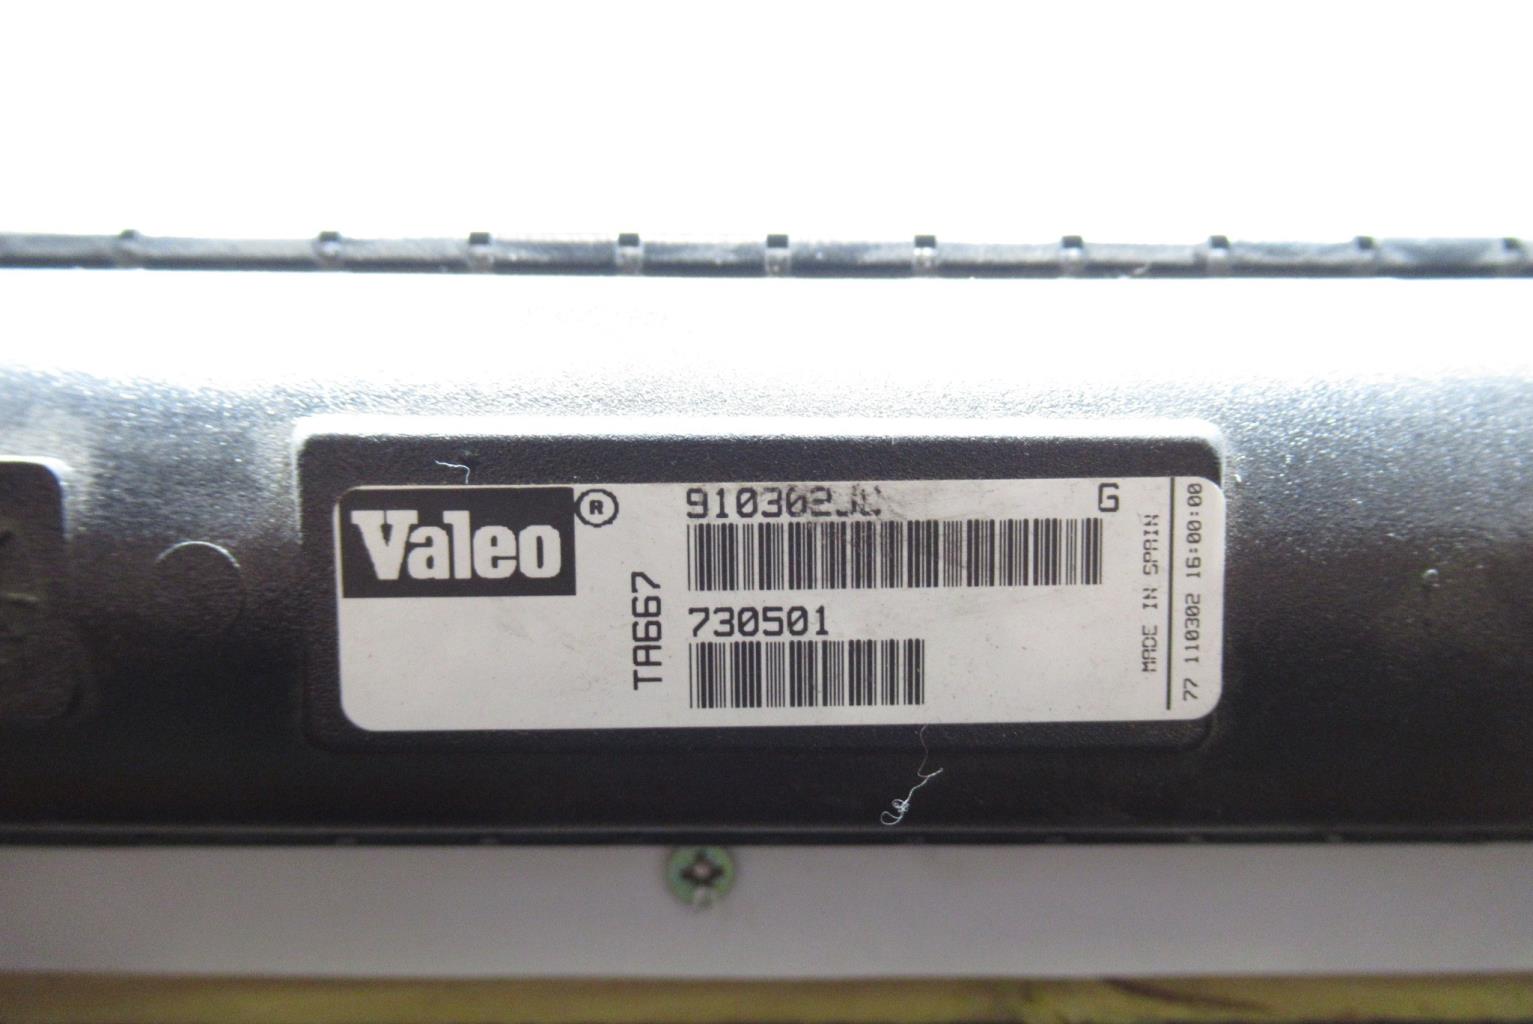 Valeo ®
910302 G
TA667
730501
MADE IN SPAIN
77 110302 16:00:00